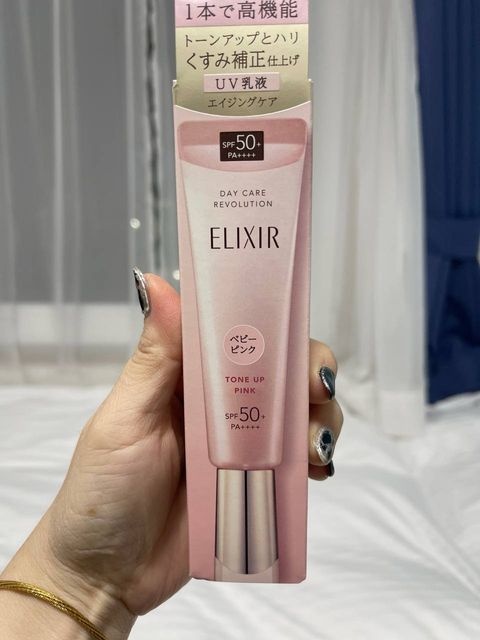 1本で高機能
トーンアップとハリ
くすみ補正仕上げ
UV乳液
エイジングケア
SPF50+
PA++++
DAY CARE
REVOLUTION
ELIXIR
ベビー
ピンク
TONE UP
PINK
SPF50+
PA++++